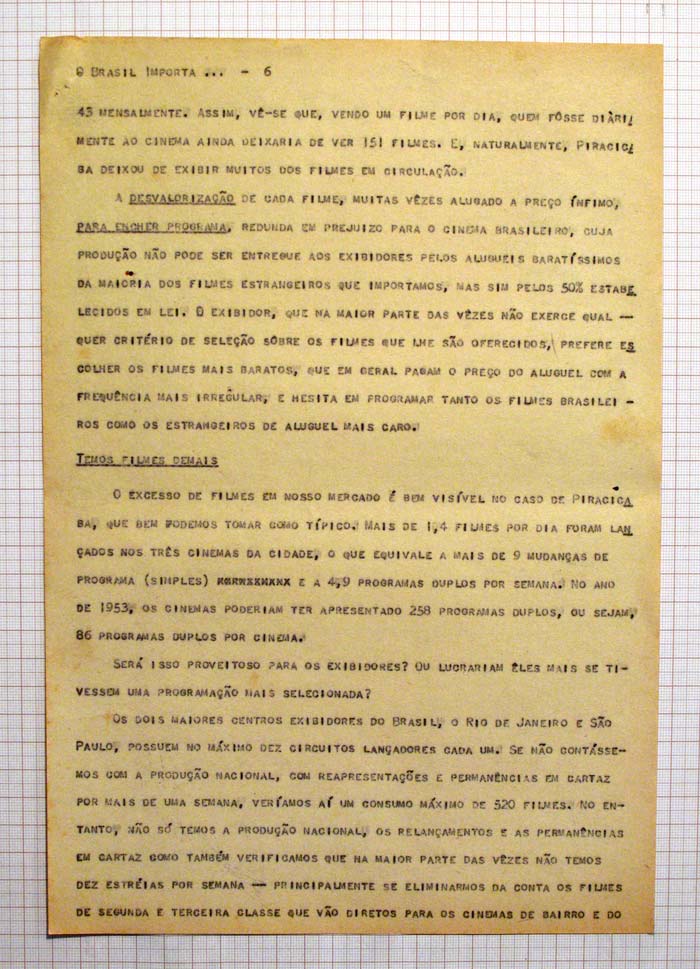 O BRASIL IMPORTA ... - 6
43 MENSALMENTE. ASSIM, VÊ-SE QUE, VENDO UM FILME POR DIA, QUEM FÔSSE DIÀRI
MENTE AO CINEMA AINDA DEIXARIA DE VER 151 FILMES. E, NATURALMENTE, PIRACICA
BA DEIXOU DE EXIBIR MUITOS DOS FILMES EM CIRCULAÇÃO.
A DESVALORIZAÇÃO DE CADA FILME, MUITAS VÊZES ALUGADO A PREÇO ÍNFIMO,
PARA ENCHER PROGRAMA, REDUNDA EM PREJUIZO PARA O CINEMA BRASILEIRO, CUJA
PRODUÇÃO NÃO PODE SER ENTREGUE AOS EXIBIDORES PELOS ALUGUEIS BARATÍSSIMOS
DA MAIORIA DOS FILMES ESTRANGEIROS QUE IMPORTAMOS, MAS SIM PELOS 50% ESTABE
LECIDOS EM LEI. O EXIBIDOR, QUE NA MAIOR PARTE DAS VÊZES NÃO EXERCE QUAL —
QUER CRITÉRIO DE SELEÇÃO SÔBRE OS FILMES QUE LHE SÃO OFERECIDOS, PREFERE ES
COLHER OS FILMES MAIS BARATOS, QUE EM GERAL PAGAM O PREÇO DO ALUGUEL COM A
FREQUÊNCIA MAIS IRREGULAR, E HESITA EM PROGRAMAR TANTO OS FILMES BRASILEI -
ROS COMO OS ESTRANGEIROS DE ALUGUEL MAIS CARO.
TEMOS FILMES DEMAIS
O EXCESSO DE FILMES EM NOSSO MERCADO É BEM VISÍVEL NO CASO DE PIRACICA
BA, QUE BEM PODEMOS TOMAR COMO TÍPICO. MAIS DE 1,4 FILMES POR DIA FORAM LAN
ÇADOS NOS TRÊS CINEMAS DA CIDADE, O QUE EQUIVALE A MAIS DE 9 MUDANÇAS DE
PROGRAMA (SIMPLES) E A 4,9 PROGRAMAS DUPLOS POR SEMANA. NO ANO
DE 1953, OS CINEMAS PODERIAM TER APRESENTADO 258 PROGRAMAS DUPLOS, OU SEJAM,
86 PROGRAMAS DUPLOS POR CINEMA.
SERÁ ISSO PROVEITOSO PARA OS EXIBIDORES? OU LUCRARIAM ÊLES MAIS SE TI-
VESSEM UMA PROGRAMAÇÃO MAIS SELECIONADA?
OS DOIS MAIORES CENTROS EXIBIDORES DO BRASIL, O RIO DE JANEIRO E SÃO
PAULO, POSSUEM NO MÁXIMO DEZ CIRCUITOS LANÇADORES CADA UM. SE NÃO CONTÁSSE-
MOS COM A PRODUÇÃO NACIONAL, COM REAPRESENTAÇÕES E PERMANÊNCIAS EM CARTAZ
POR MAIS DE UMA SEMANA, VERÍAMOS AÍ UM CONSUMO MÁXIMO DE 520 FILMES. NO EN-
TANTO, NÃO SÓ TEMOS A PRODUÇÃO NACIONAL, OS RELANÇAMENTOS E AS PERMANÊNCIAS
EM CARTAZ COMO TAMBÉM VERIFICAMOS QUE NA MAIOR PARTE DAS VÊZES NÃO TEMOS
DEZ ESTRÉIAS POR SEMANA — PRINCIPALMENTE SE ELIMINARMOS DA CONTA OS FILMES
DE SEGUNDA E TERCEIRA CLASSE QUE VÃO DIRETOS PARA OS CINEMAS DE BAIRRO E DO